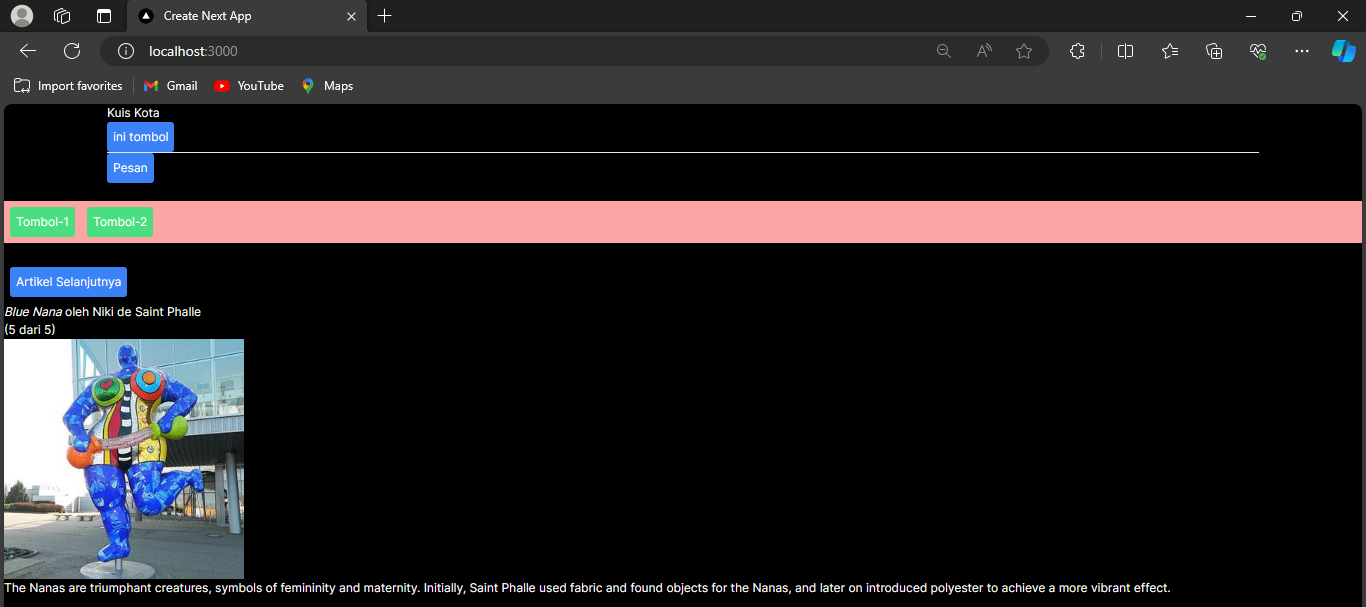 Create Next App
localhost:3000
Import favorites
Gmail
YouTube
Maps
Kuis Kota
ini tombol
Pesan
Tombol-1 Tombol-2
Artikel Selanjutnya
Blue Nana oleh Niki de Saint Phalle
(5 dari 5)
The Nanas are triumphant creatures, symbols of femininity and maternity. Initially, Saint Phalle used fabric and found objects for the Nanas, and later on introduced polyester to achieve a more vibrant effect.